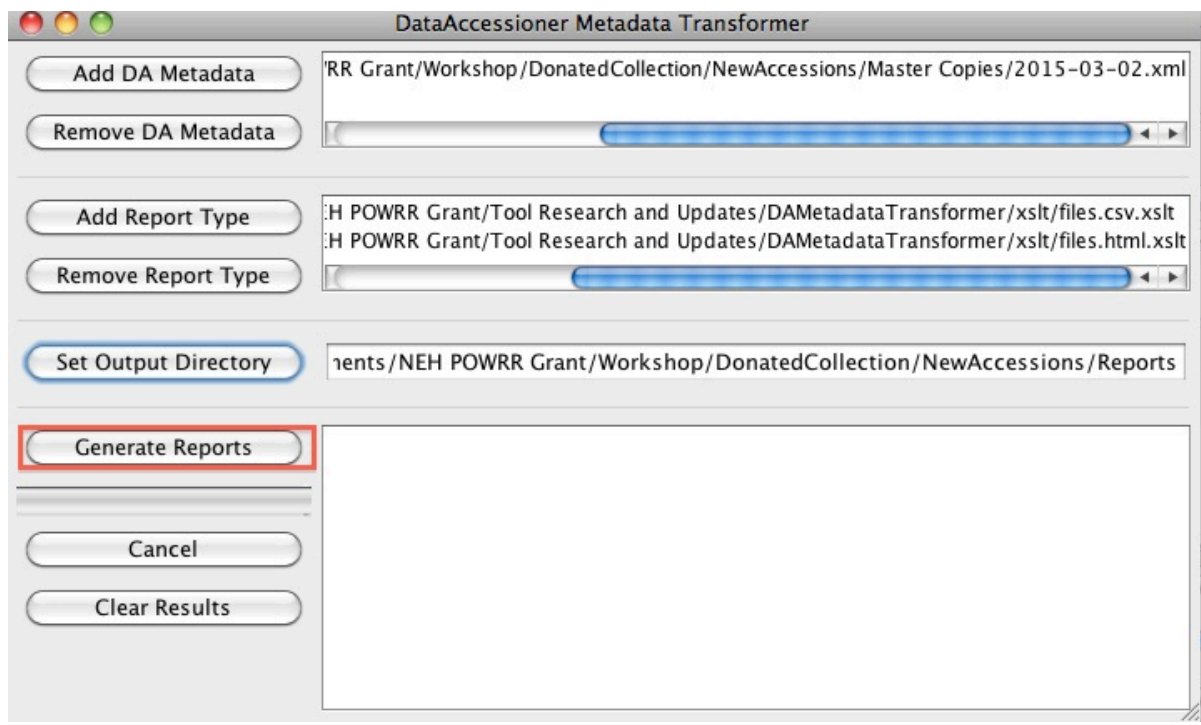 DataAccessioner Metadata Transformer
Add DA Metadata
RR Grant/Workshop/DonatedCollection/NewAccessions/Master Copies/2015-03-02.xml
Remove DA Metadata
Add Report Type
H POWRR Grant/Tool Research and Updates/DAMetadataTransformer/xslt/files.csv.xslt
H POWRR Grant/Tool Research and Updates/DAMetadataTransformer/xslt/files.html.xslt
Remove Report Type
Set Output Directory
ents/NEH POWRR Grant/Workshop/DonatedCollection/NewAccessions/Reports
Generate Reports
Cancel
Clear Results